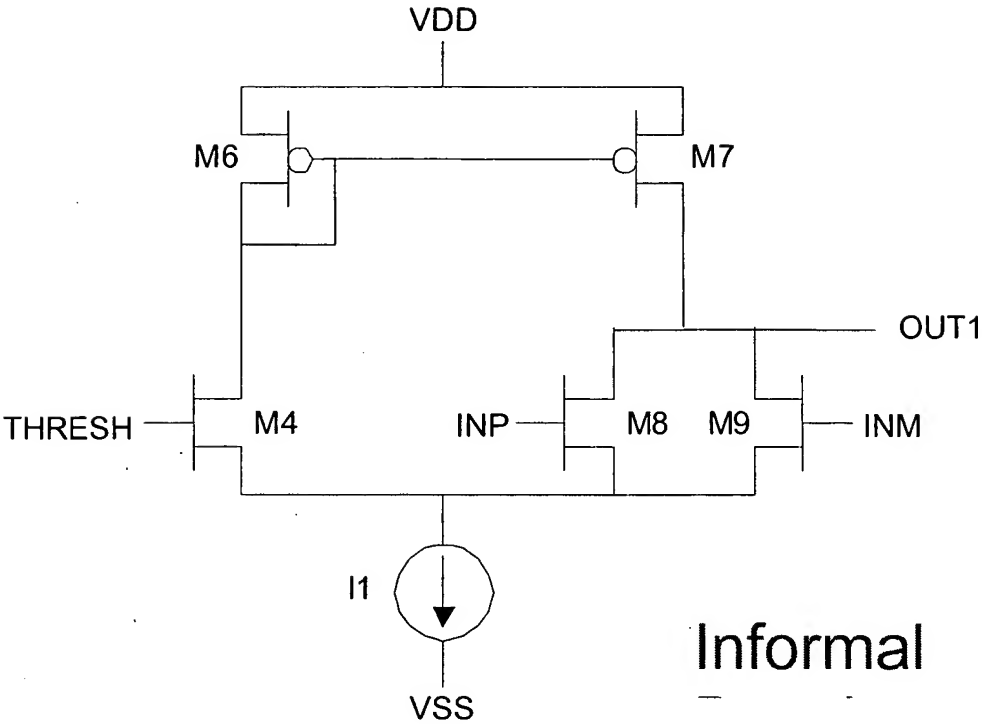 VDD
M6
M7
OUT1
THRESH
M4
INP
M8
M9
INM
I1
Informal
VSS